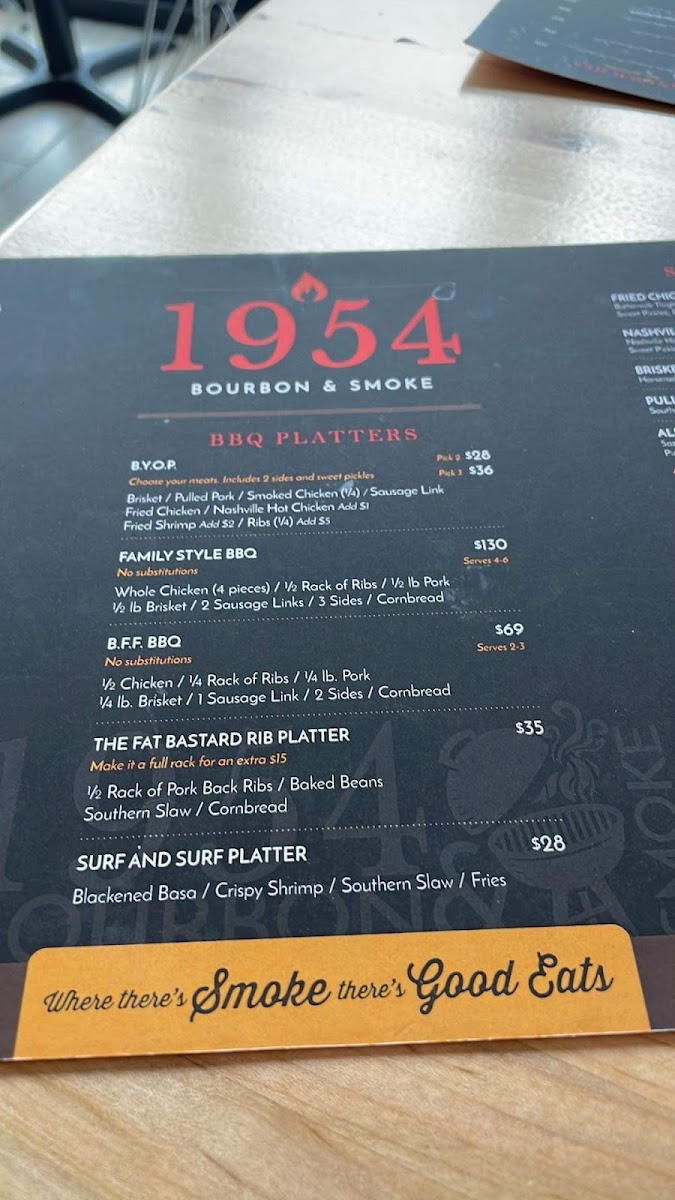 1954
BOURBON & SMOKE
BBQ PLATTERS
B.Y.O.P. Pick 2 $28
Choose your meats. Includes 2 sides and sweet pickles Pick 3 $36
Brisket / Pulled Pork / Smoked Chicken (¼) / Sausage Link
Fried Chicken / Nashville Hot Chicken Add $1
Fried Shrimp Add $2 / Ribs (¼) Add $5
FAMILY STYLE BBQ $130
No substitutions Serves 4-6
Whole Chicken (4 pieces) / ½ Rack of Ribs / ½ lb Pork
½ lb Brisket / 2 Sausage Links / 3 Sides / Cornbread
B.F.F. BBQ $69
No substitutions Serves 2-3
½ Chicken / ¼ Rack of Ribs / ¼ lb. Pork
¼ lb. Brisket / 1 Sausage Link / 2 Sides / Cornbread
THE FAT BASTARD RIB PLATTER $35
Make it a full rack for an extra $15
½ Rack of Pork Back Ribs / Baked Beans
Southern Slaw / Cornbread
SURF AND SURF PLATTER $28
Blackened Basa / Crispy Shrimp / Southern Slaw / Fries
Where there's Smoke there's Good Eats
FRIED CHIC
Sweet Pickles,
NASHVIL
Nashville H
Sweet Pickl
BRISKE
Horsera
PULL
South
AL